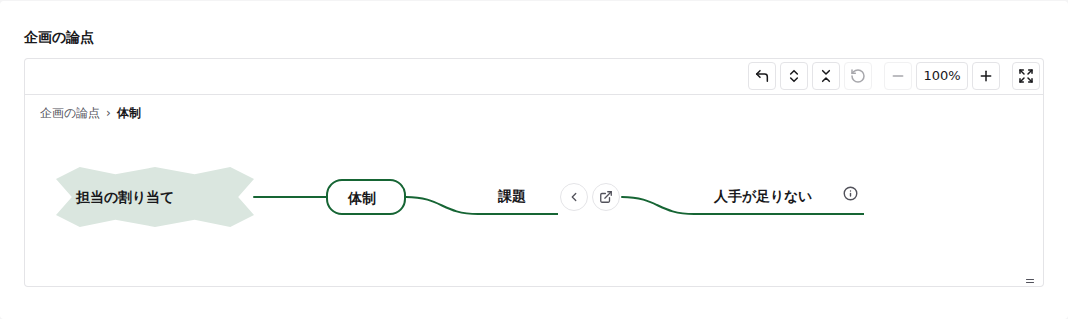 企画の論点
100%
企画の論点 › 体制
担当の割り当て
体制
課題
人手が足りない